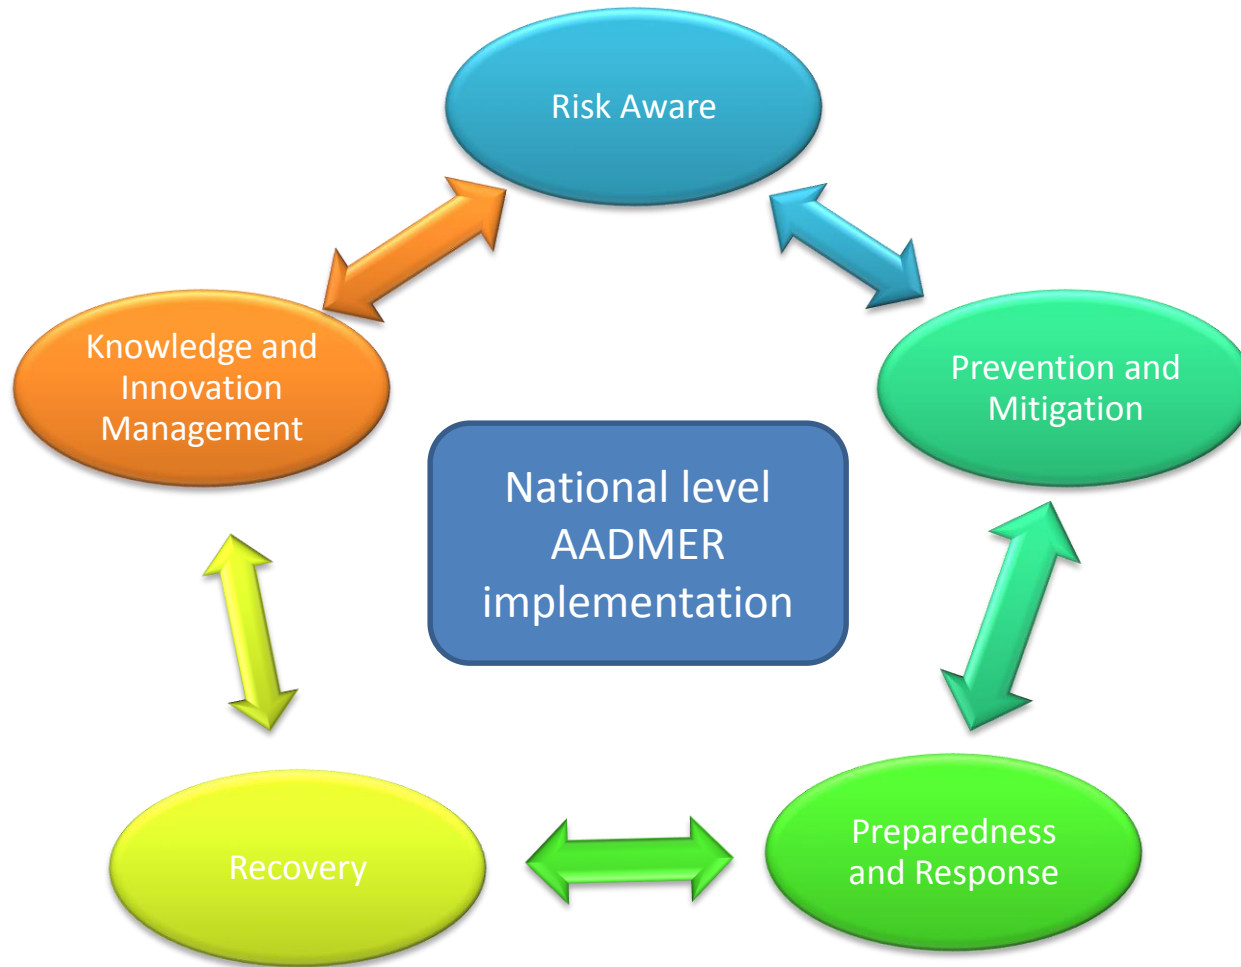 Risk Aware
Knowledge and
Innovation
Management
Prevention and
Mitigation
National level
AADMER
implementation
Recovery
Preparedness
and Response